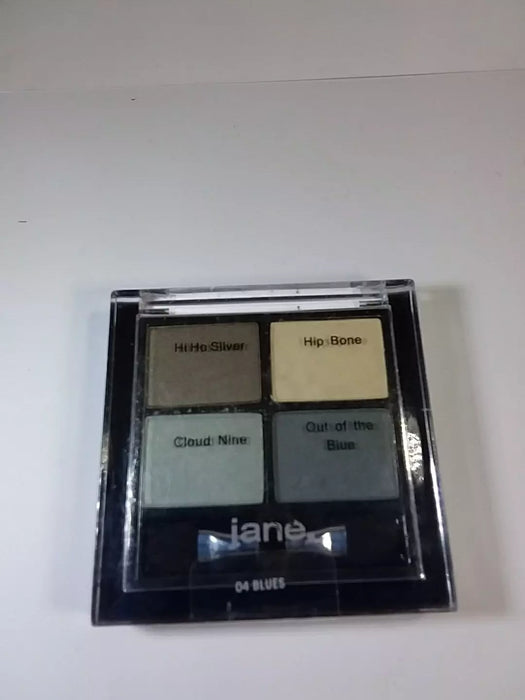 Hi Ho Silver
Hip Bone
Cloud Nine
Out of the
Blue
jane.
04 BLUES